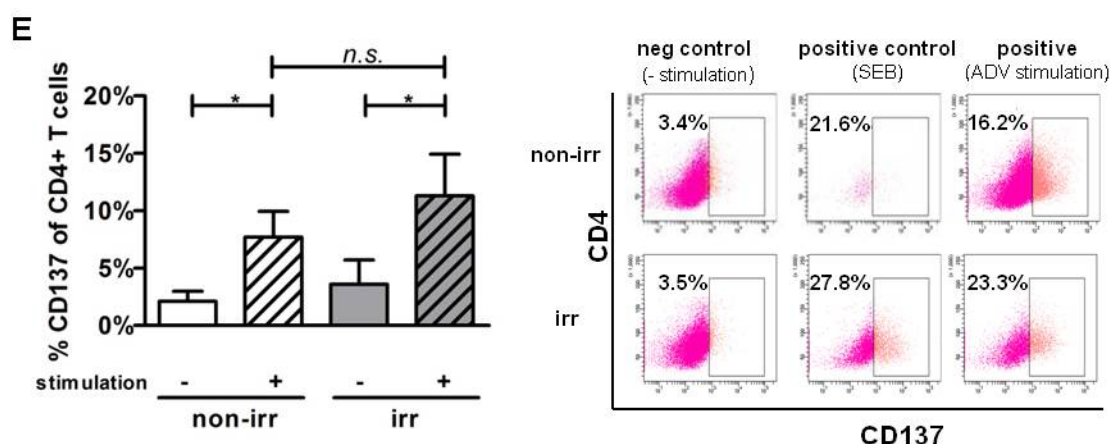 E
% CD137 of CD4+ T cells
20%
15%
10%
5%
0%
n.s.
* *
stimulation - + - +
non-irr irr
neg control positive control positive
(- stimulation) (SEB) (ADV stimulation)
non-irr
3.4% 21.6% 16.2%
irr
3.5% 27.8% 23.3%
CD4
CD137